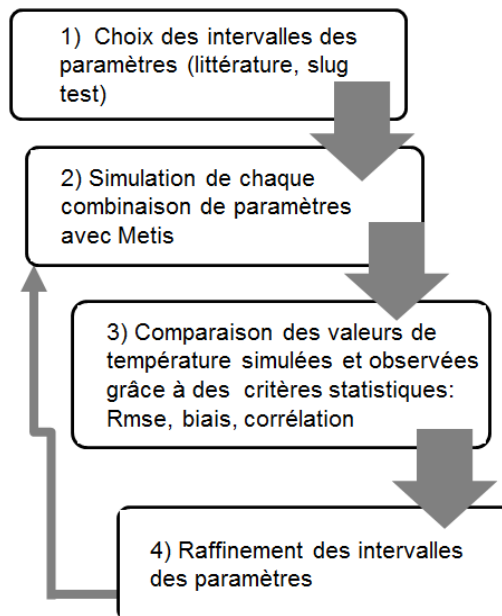 1) Choix des intervalles des
paramètres (littérature, slug
test)
2) Simulation de chaque
combinaison de paramètres
avec Metis
3) Comparaison des valeurs de
température simulées et observées
grâce à des critères statistiques:
Rmse, biais, corrélation
4) Raffinement des intervalles
des paramètres